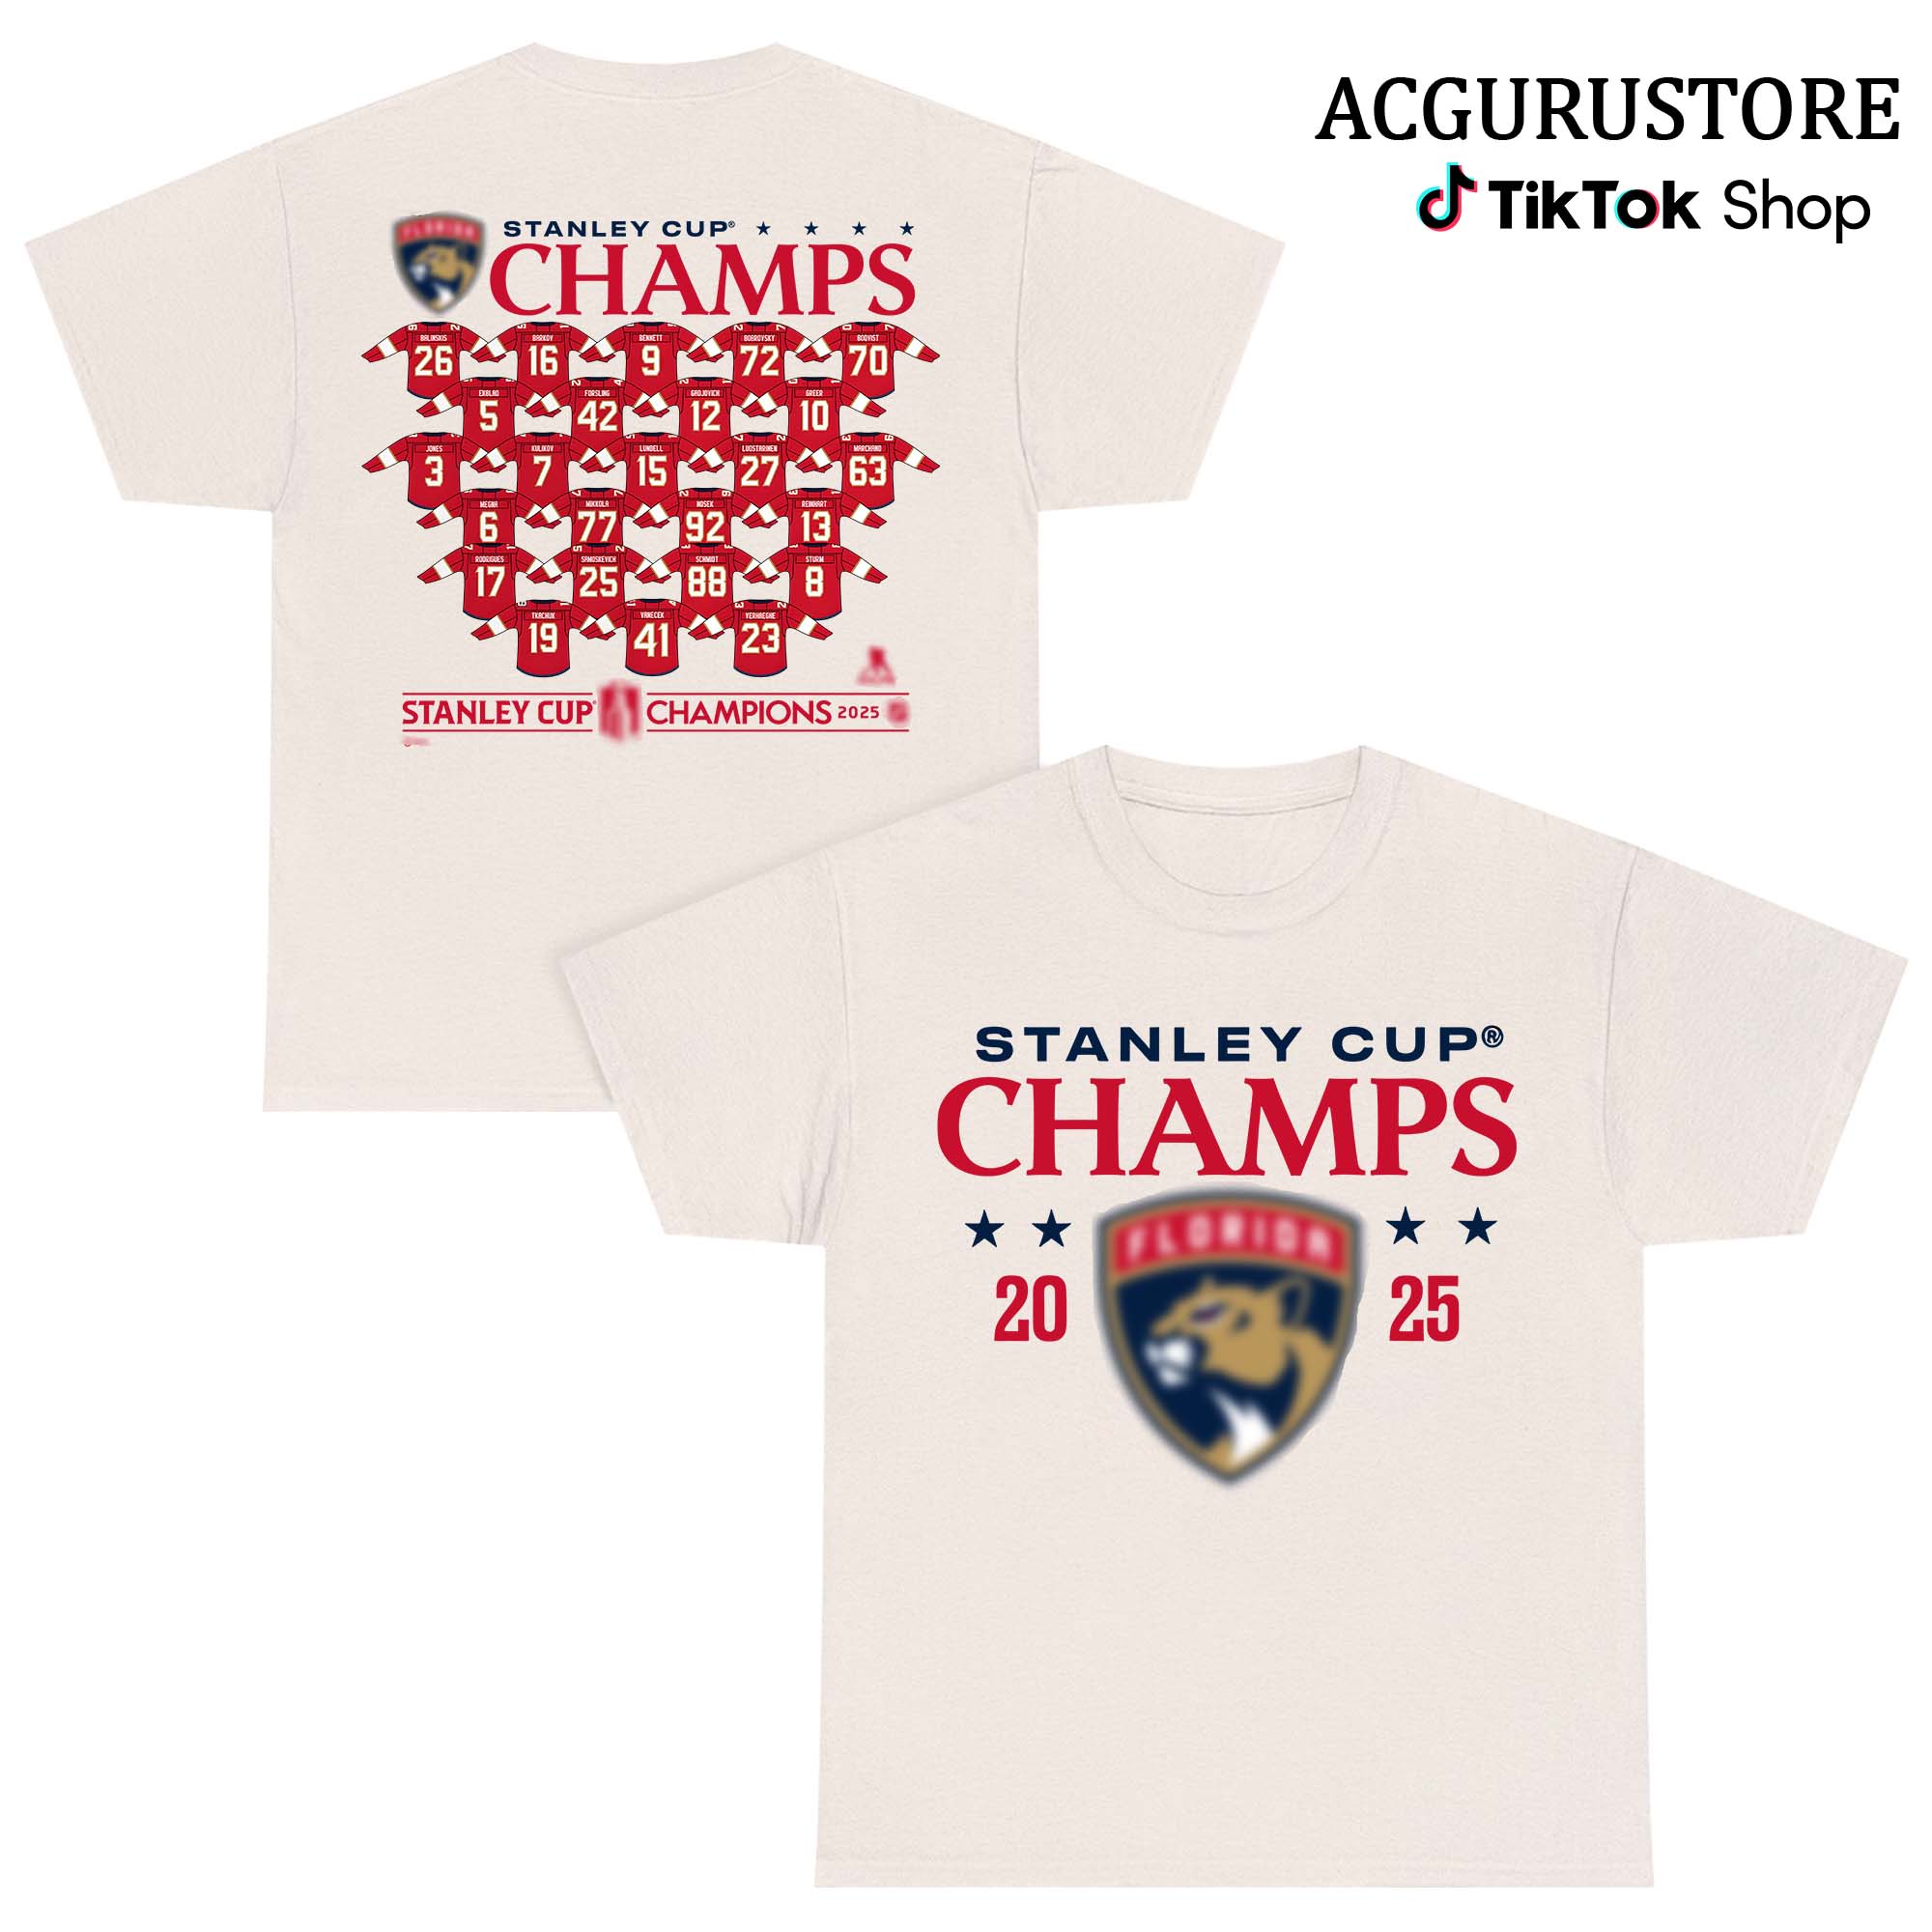 ACGURUSTORE
TikTok Shop
FLORIDA
STANLEY CUP® ★ ★ ★ ★
CHAMPS
BALINSKIS BARKOV BENNETT BOBROVSKY BOQVIST
26 16 9 72 70
EKBLAD FORSLING GADJOVICH GREER
5 42 12 10
JONES KULIKOV LUNDELL LUOSTARINEN MARCHAND
3 7 15 27 63
MEGNA MIKKOLA NOSEK REINHART
6 77 92 13
RODRIGUES SAMOSKEVICH SCHMIDT STURM
17 25 88 8
TKACHUK VANECEK VERHAEGHE
19 41 23
STANLEY CUP® CHAMPIONS 2025
STANLEY CUP®
CHAMPS
★ ★ ★ ★
FLORIDA
20 25